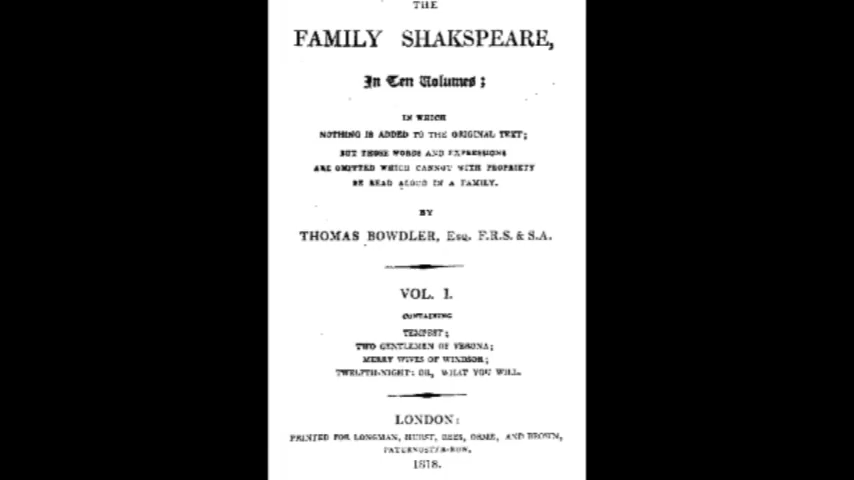 THE
FAMILY SHAKSPEARE,
In Ten Volumes;
IN WHICH
NOTHING IS ADDED TO THE ORIGINAL TEXT;
BUT THOSE WORDS AND EXPRESSIONS
ARE OMITTED WHICH CANNOT WITH PROPRIETY
BE READ ALOUD IN A FAMILY.
BY
THOMAS BOWDLER, Esq. F.R.S. & S.A.
VOL. I.
CONTAINING
TEMPEST;
TWO GENTLEMEN OF VERONA;
MERRY WIVES OF WINDSOR;
TWELFTH-NIGHT: OR, WHAT YOU WILL.
LONDON:
PRINTED FOR LONGMAN, HURST, REES, ORME, AND BROWN,
PATERNOSTER-ROW.
1818.